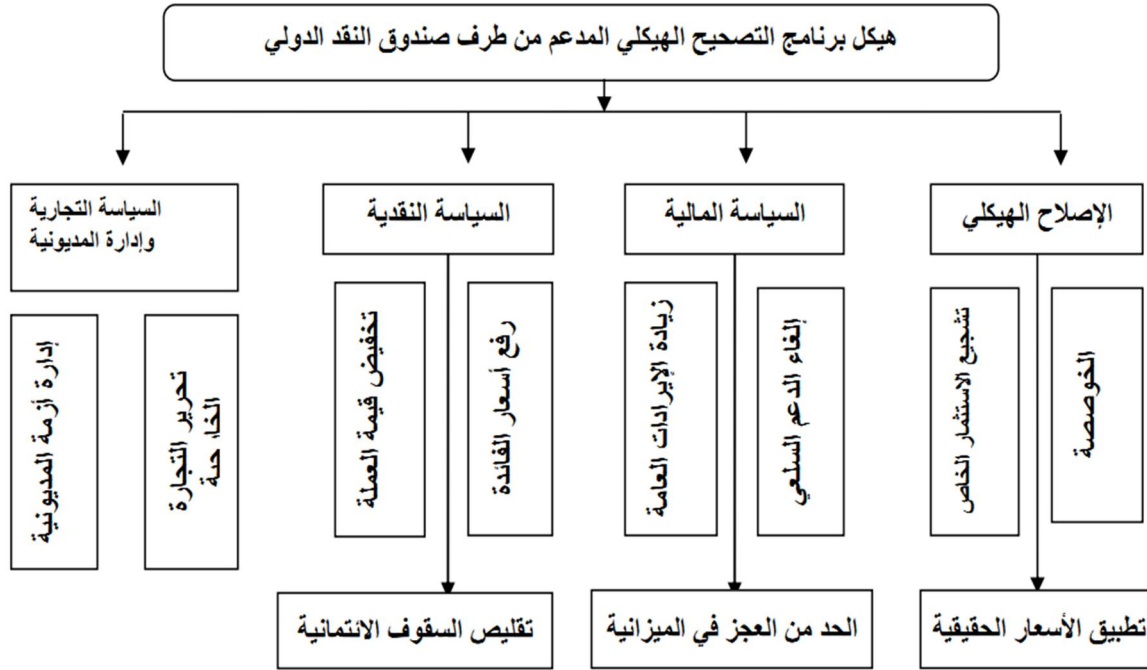 هيكل برنامج التصحيح الهيكلي المدعم من طرف صندوق النقد الدولي
الإصلاح الهيكلي
السياسة المالية
السياسة النقدية
السياسة التجارية
وإدارة المديونية
الخوصصة
تشجيع الاستثمار الخاص
إلغاء الدعم السلعي
زيادة الإيرادات العامة
رفع أسعار الفائدة
تخفيض قيمة العملة
تحرير التجارة
إدارة أزمة المديونية
تطبيق الأسعار الحقيقية
الحد من العجز في الميزانية
تقليص السقوف الائتمانية